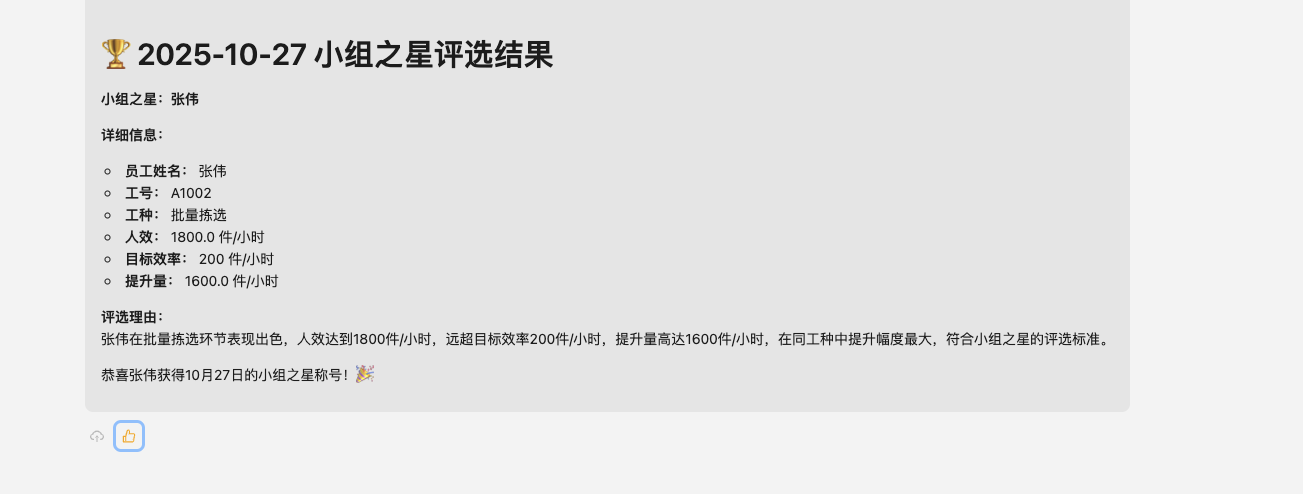 🏆 2025-10-27 小组之星评选结果
小组之星：张伟
详细信息：
员工姓名： 张伟
工号： A1002
工种： 批量拣选
人效： 1800.0 件/小时
目标效率： 200 件/小时
提升量： 1600.0 件/小时
评选理由：
张伟在批量拣选环节表现出色，人效达到1800件/小时，远超目标效率200件/小时，提升量高达1600件/小时，在同工种中提升幅度最大，符合小组之星的评选标准。
恭喜张伟获得10月27日的小组之星称号！🎉